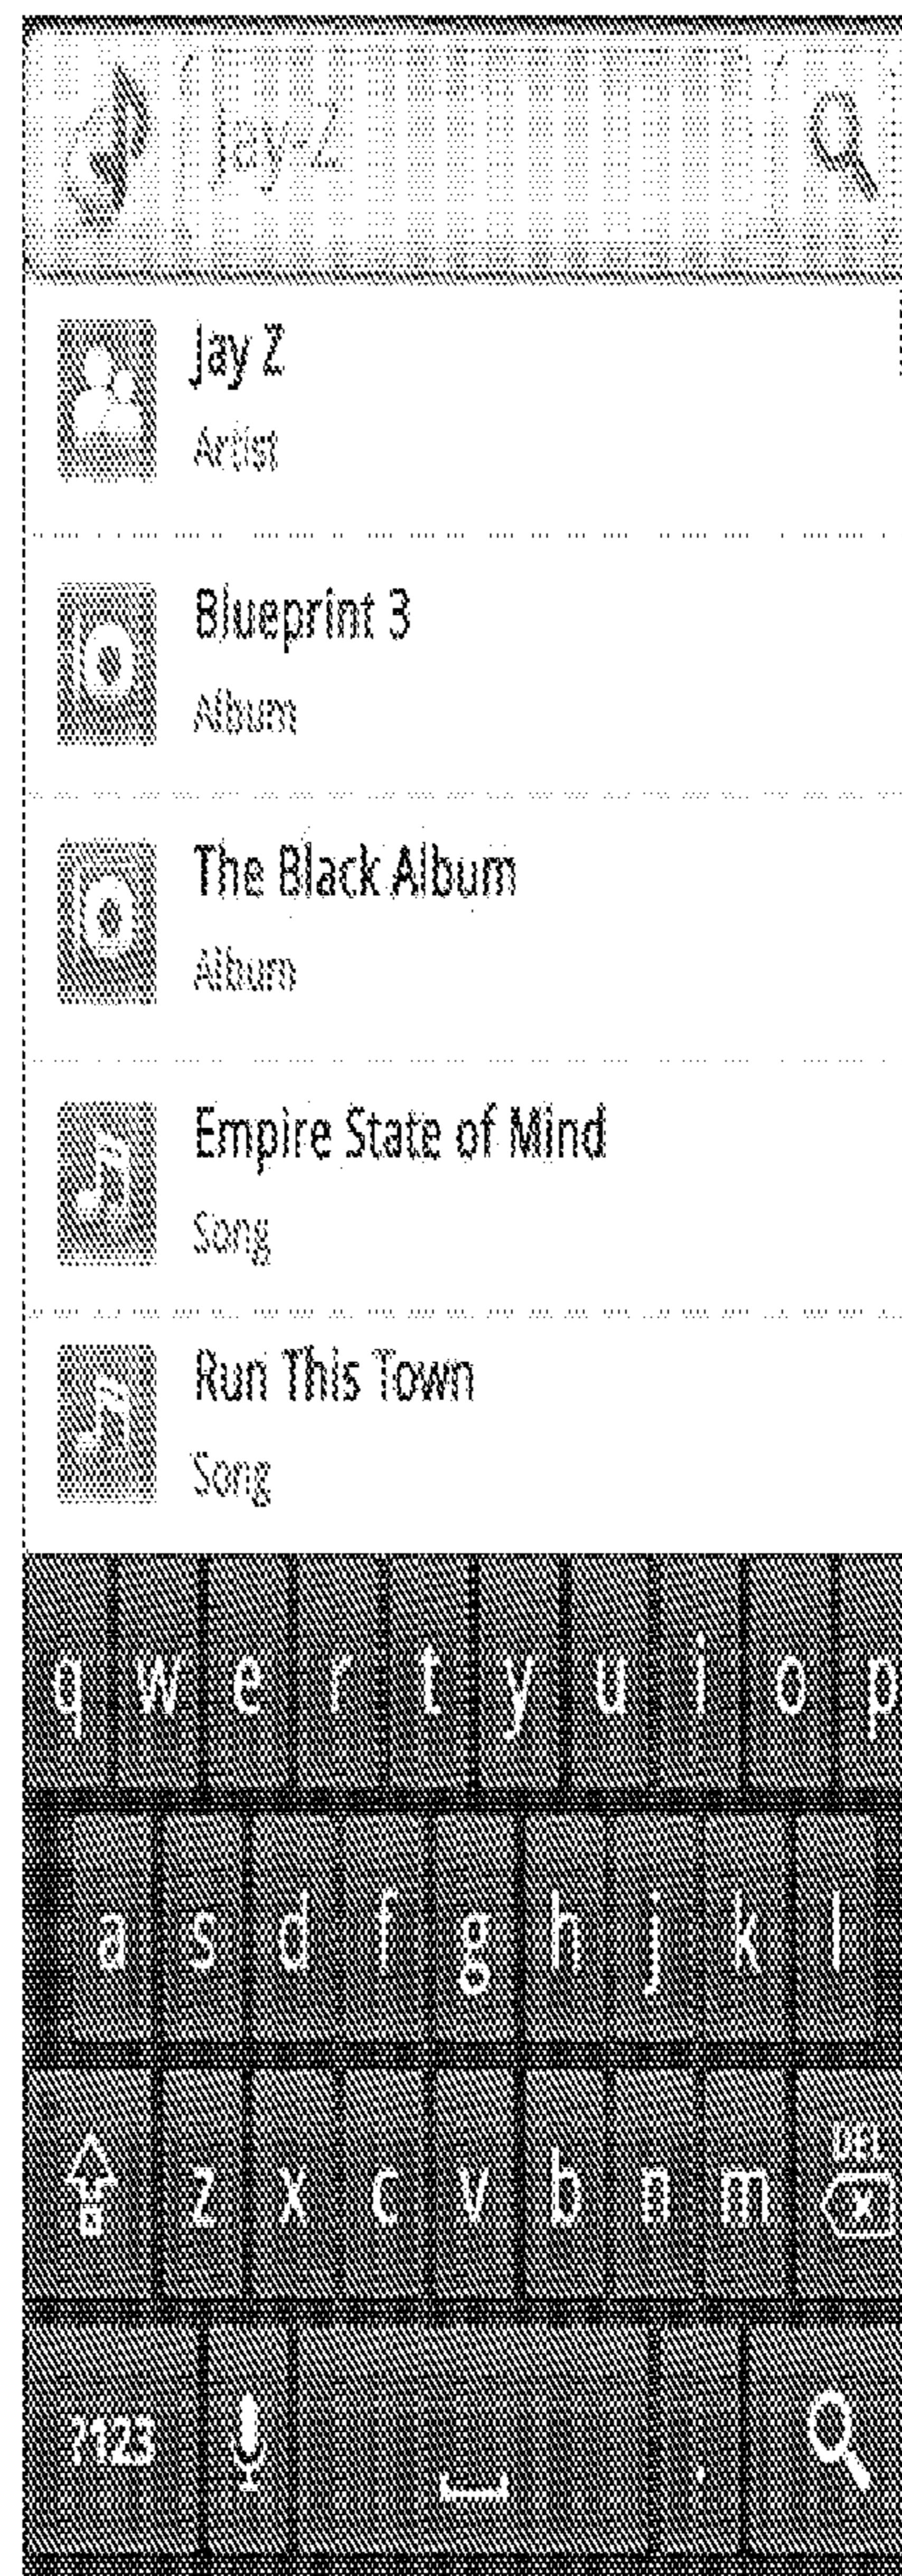 Jay-Z
Jay Z
Artist
Blueprint 3
Album
The Black Album
Album
Empire State of Mind
Song
Run This Town
Song
q w e r t y u i o p
a s d f g h j k l
z x c v b n m DEL
?123 .